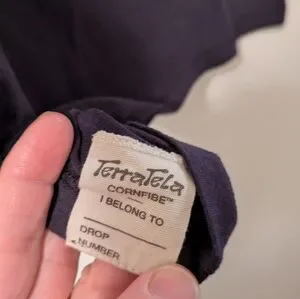 TerraTela
CORNFIBE™
I BELONG TO
DROP
NUMBER